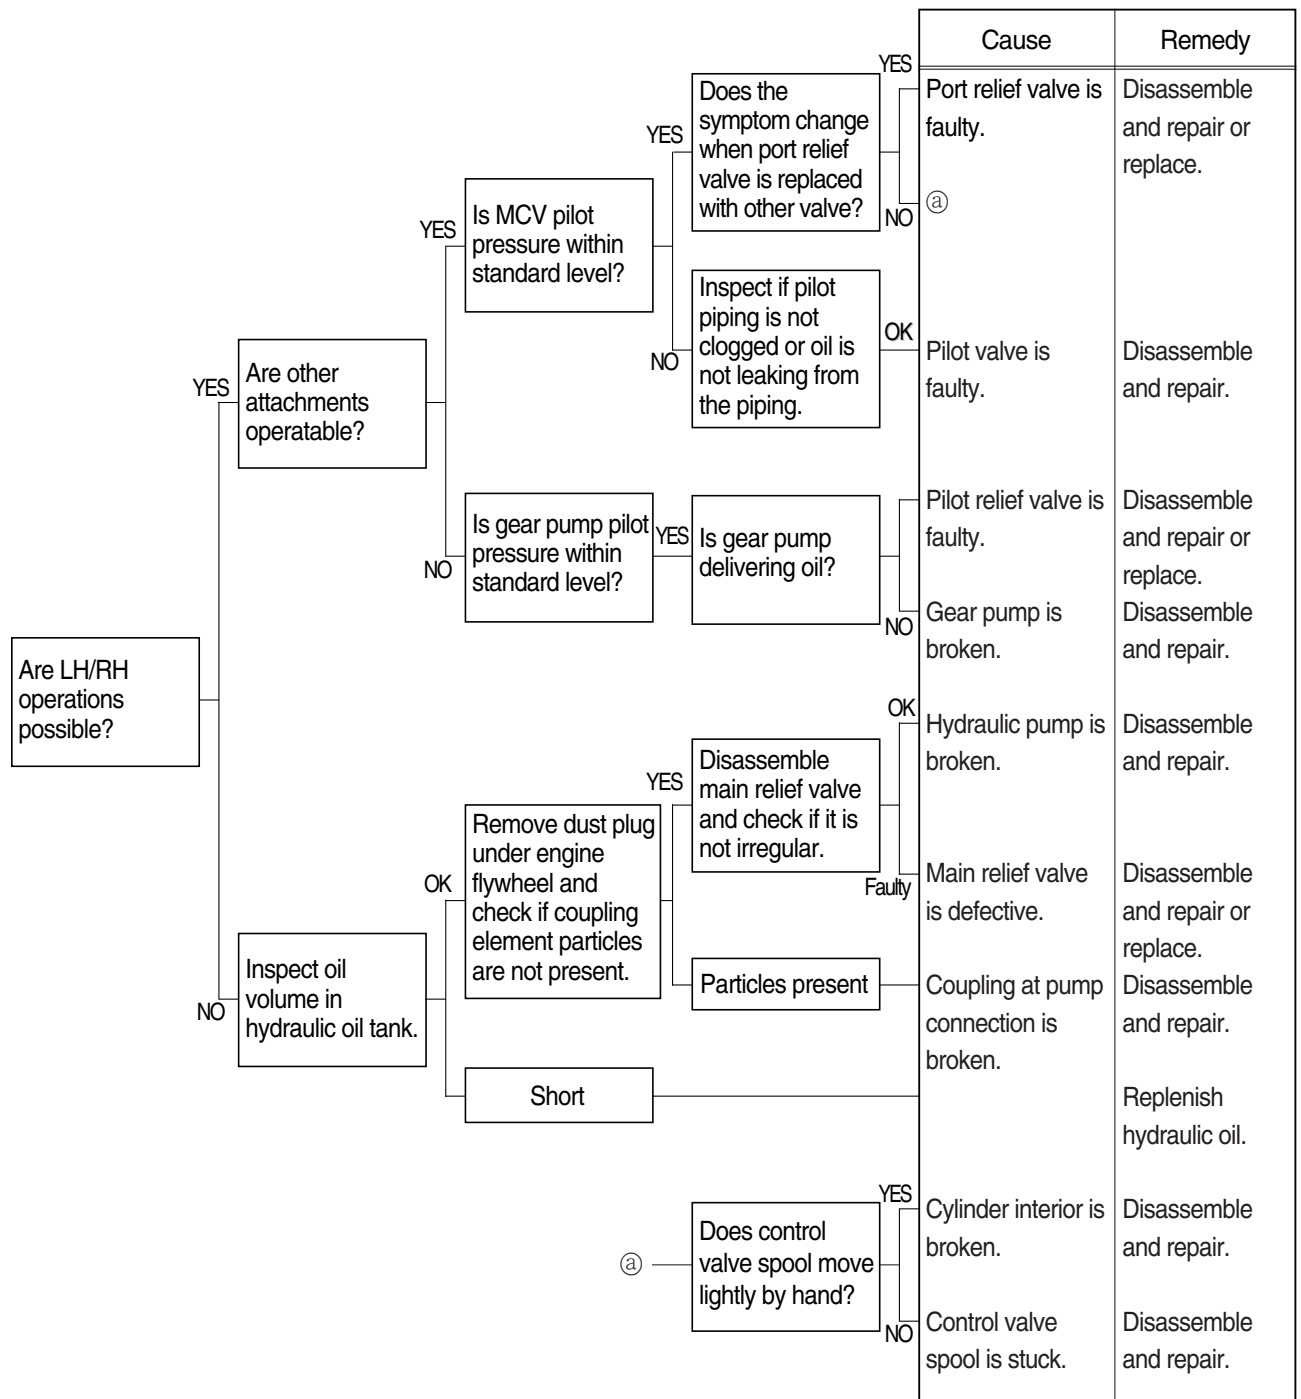 Cause
Remedy
YES
Does the
symptom change
when port relief
valve is replaced
with other valve?
YES
Port relief valve is
faulty.
Disassemble
and repair or
replace.
NO
ⓐ
YES
Is MCV pilot
pressure within
standard level?
Inspect if pilot
piping is not
clogged or oil is
not leaking from
the piping.
NO
OK
Pilot valve is
faulty.
Disassemble
and repair.
YES
Are other
attachments
operatable?
NO
Is gear pump pilot
pressure within
standard level?
YES
Is gear pump
delivering oil?
Pilot relief valve is
faulty.
Disassemble
and repair or
replace.
NO
Gear pump is
broken.
Disassemble
and repair.
Are LH/RH
operations
possible?
OK
Hydraulic pump is
broken.
Disassemble
and repair.
YES
Disassemble
main relief valve
and check if it is
not irregular.
OK
Remove dust plug
under engine
flywheel and
check if coupling
element particles
are not present.
Faulty
Main relief valve
is defective.
Disassemble
and repair or
replace.
NO
Inspect oil
volume in
hydraulic oil tank.
Particles present
Coupling at pump
connection is
broken.
Disassemble
and repair.
Short
Replenish
hydraulic oil.
ⓐ
Does control
valve spool move
lightly by hand?
YES
Cylinder interior is
broken.
Disassemble
and repair.
NO
Control valve
spool is stuck.
Disassemble
and repair.